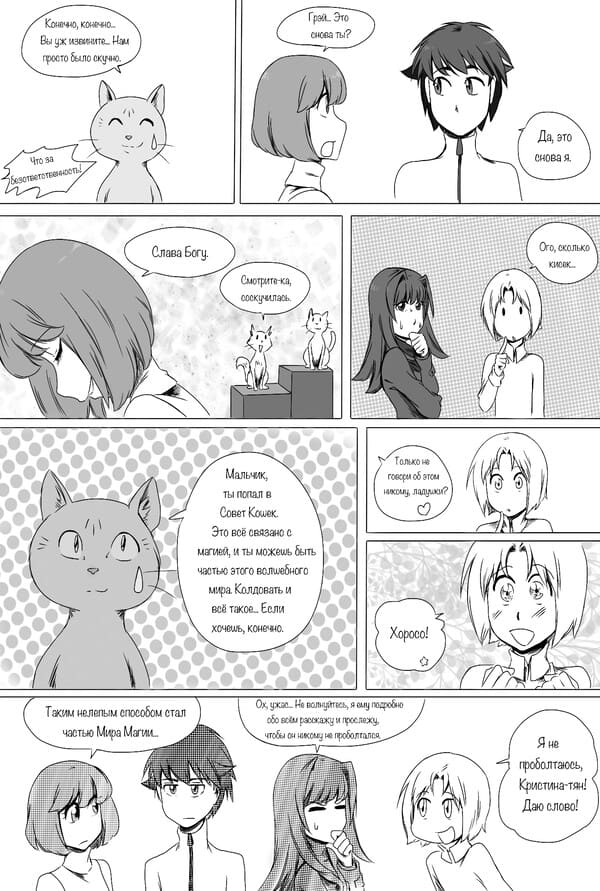 Конечно, конечно...
Вы уж извините... Нам
просто было скучно.
Что за
безответственность!
Грэй... Это
снова ты?
Да, это
снова я.
Слава Богу.
Смотрите-ка,
соскучилась.
Ого, сколько
кисек...
Мальчик,
ты попал в
Совет Кошек.
Это всё связано с
магией, и ты можешь быть
частью этого волшебного
мира. Колдовать и
всё такое... Если
хочешь, конечно.
Только не
говори об этом
никому, ладушки?
Хоросо!
Таким нелепым способом стал
частью Мира Магии...
Ох, ужас... Не волнуйтесь, я ему подробно
обо всём расскажу и прослежу,
чтобы он никому не проболтался.
Я не
проболтаюсь,
Кристина-тян!
Даю слово!